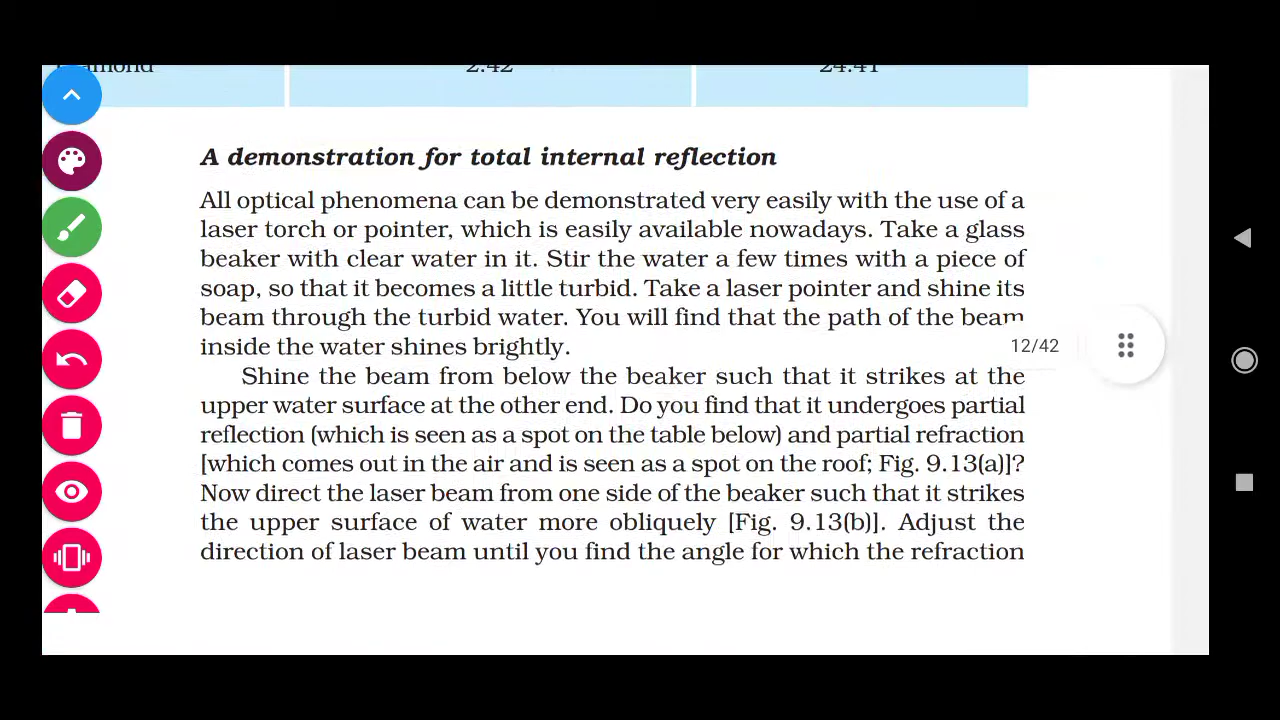 2.42 24.41
A demonstration for total internal reflection
All optical phenomena can be demonstrated very easily with the use of a
laser torch or pointer, which is easily available nowadays. Take a glass
beaker with clear water in it. Stir the water a few times with a piece of
soap, so that it becomes a little turbid. Take a laser pointer and shine its
beam through the turbid water. You will find that the path of the beam
inside the water shines brightly.
12/42
Shine the beam from below the beaker such that it strikes at the
upper water surface at the other end. Do you find that it undergoes partial
reflection (which is seen as a spot on the table below) and partial refraction
[which comes out in the air and is seen as a spot on the roof; Fig. 9.13(a)]?
Now direct the laser beam from one side of the beaker such that it strikes
the upper surface of water more obliquely [Fig. 9.13(b)]. Adjust the
direction of laser beam until you find the angle for which the refraction